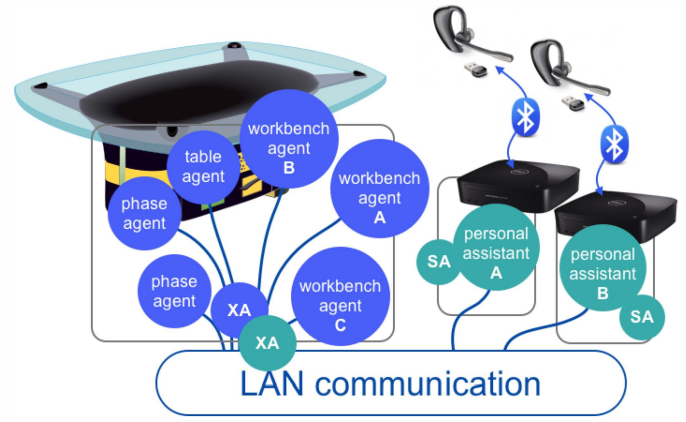 workbench
agent
B
table
agent
workbench
agent
A
phase
agent
phase
agent
XA
workbench
agent
C
XA
SA
personal
assistant
A
personal
assistant
B
SA
LAN communication